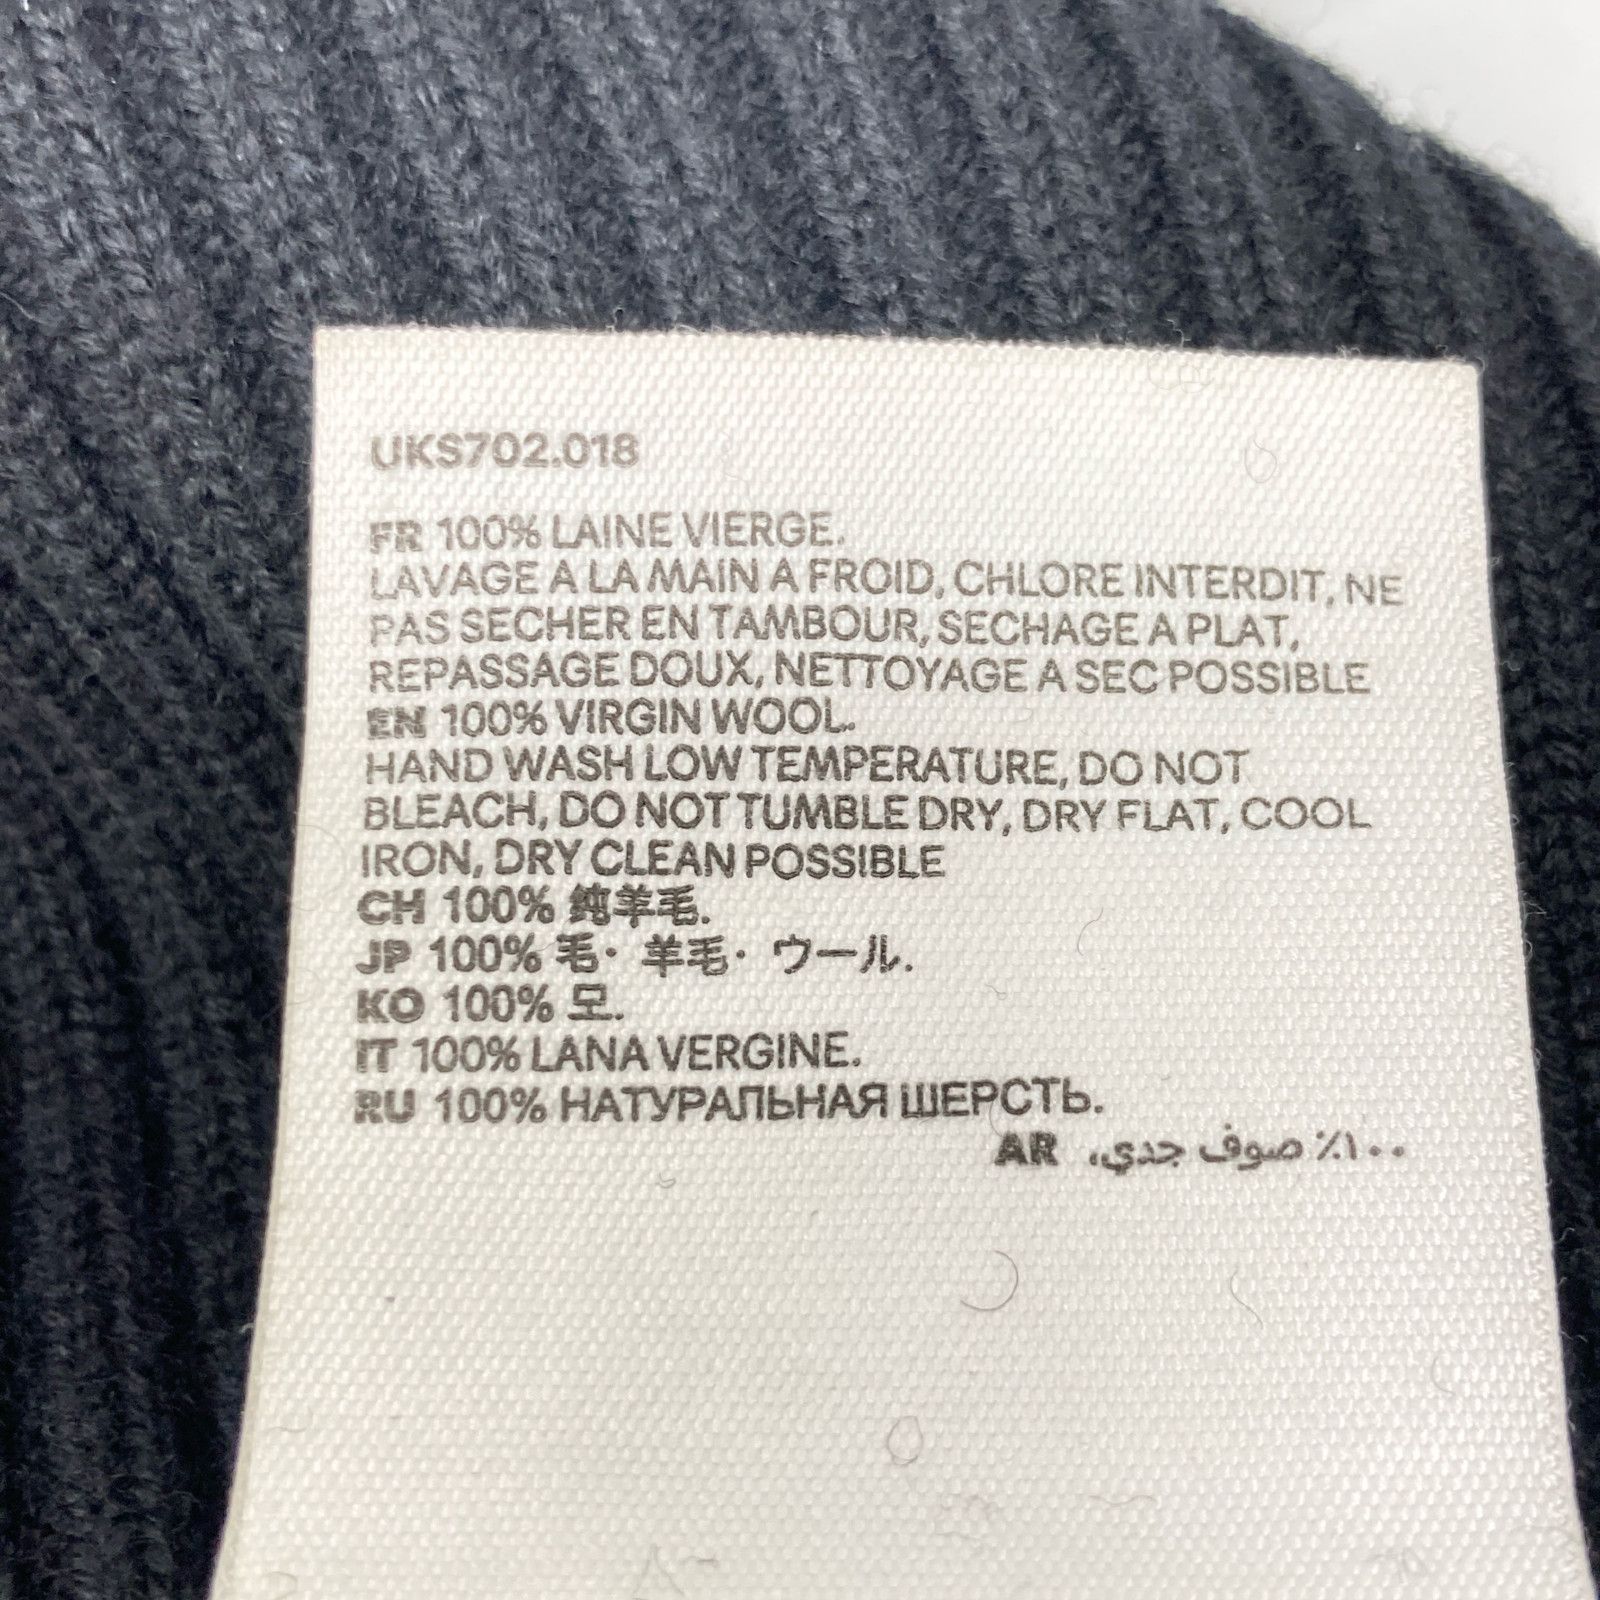 UKS702.018
FR 100% LAINE VIERGE.
LAVAGE A LA MAIN A FROID, CHLORE INTERDIT, NE
PAS SECHER EN TAMBOUR, SECHAGE A PLAT,
REPASSAGE DOUX, NETTOYAGE A SEC POSSIBLE
EN 100% VIRGIN WOOL.
HAND WASH LOW TEMPERATURE, DO NOT
BLEACH, DO NOT TUMBLE DRY, DRY FLAT, COOL
IRON, DRY CLEAN POSSIBLE
CH 100% 纯羊毛.
JP 100% 毛・羊毛・ウール.
KO 100% 모.
IT 100% LANA VERGINE.
RU 100% НАТУРАЛЬНАЯ ШЕРСТЬ.
١٠٠٪ صوف جدي، AR